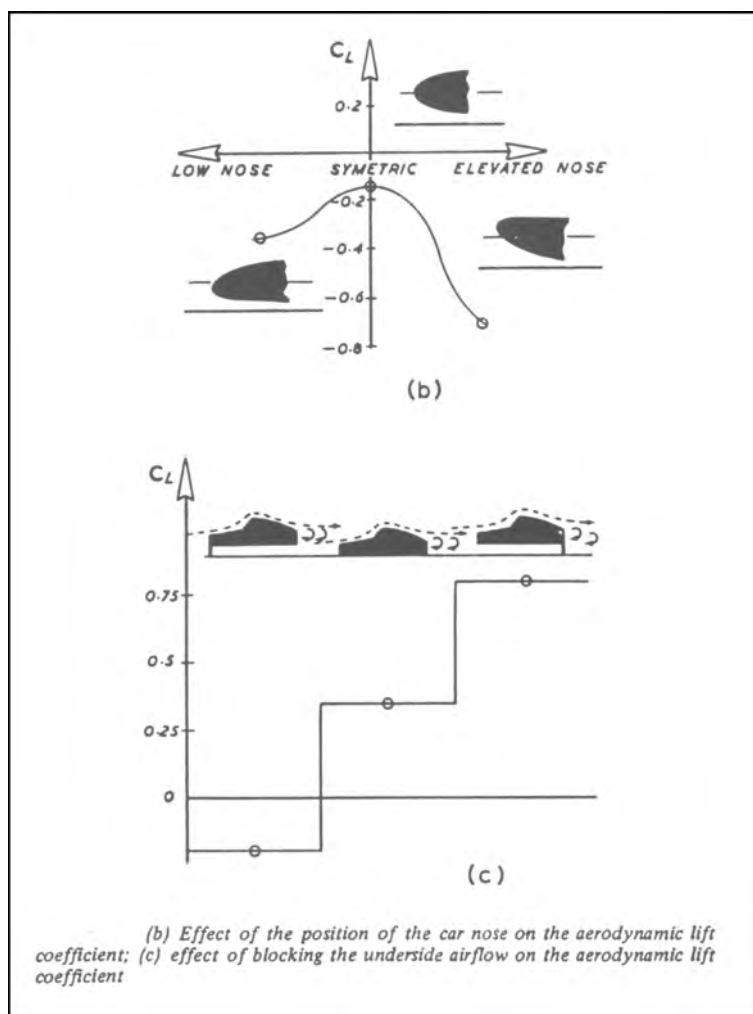 CL
0.2
LOW NOSE SYMETRIC ELEVATED NOSE
-0.2
-0.4
-0.6
-0.8
(b)
CL
0.75
0.5
0.25
0
(c)
(b) Effect of the position of the car nose on the aerodynamic lift
coefficient; (c) effect of blocking the underside airflow on the aerodynamic lift
coefficient